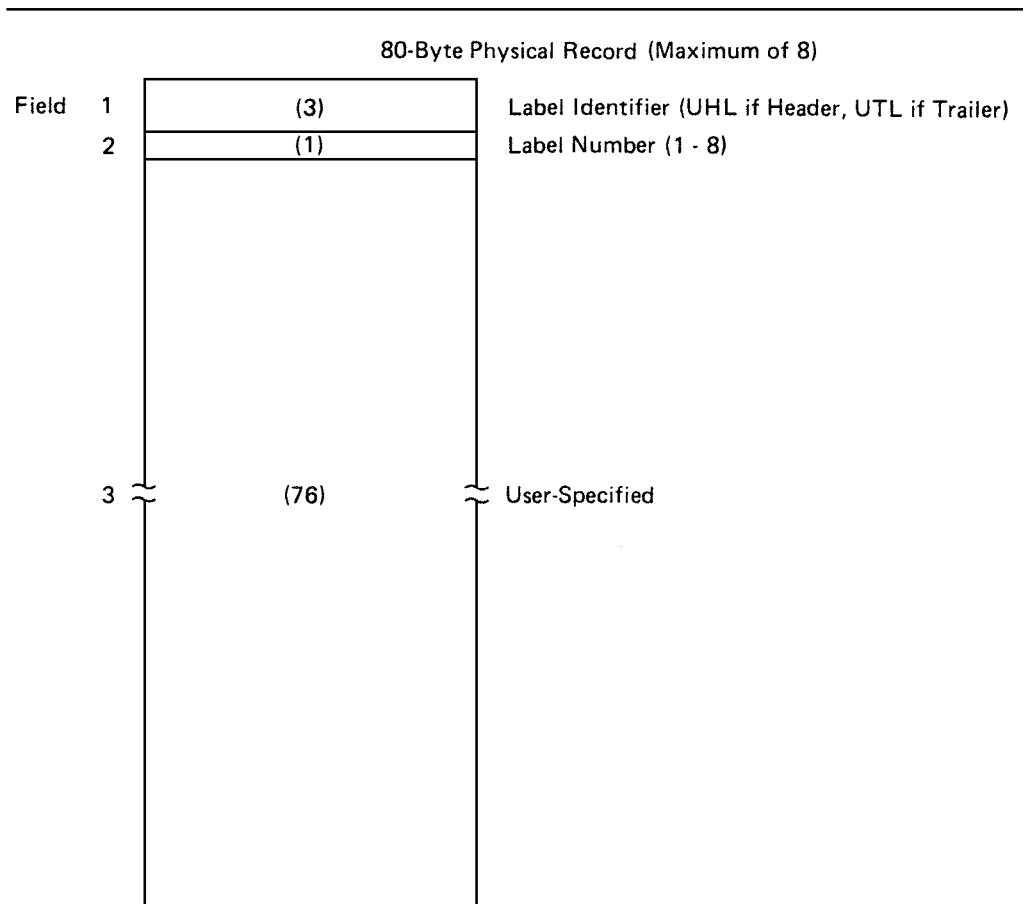 80-Byte Physical Record (Maximum of 8)
Field 1 (3) Label Identifier (UHL if Header, UTL if Trailer)
2 (1) Label Number (1 - 8)
3 (76) User-Specified